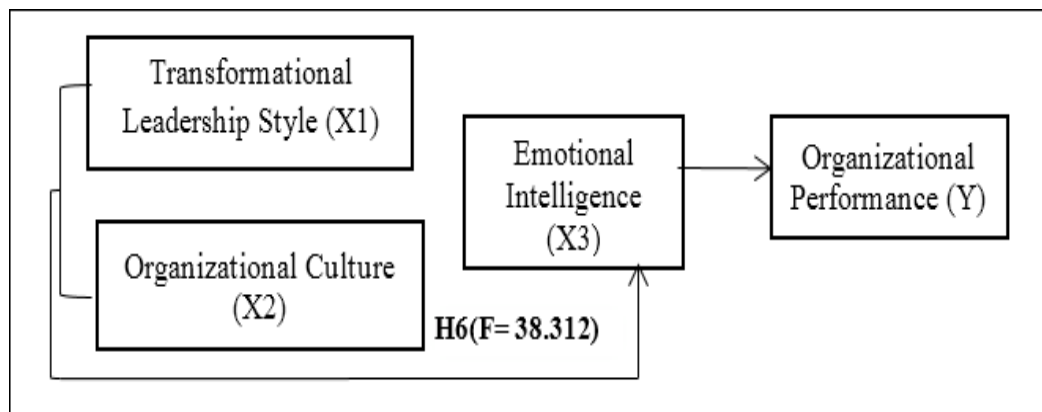 Transformational
Leadership Style (X1)
Emotional
Intelligence
(X3)
Organizational
Performance (Y)
Organizational Culture
(X2)
H6(F= 38.312)